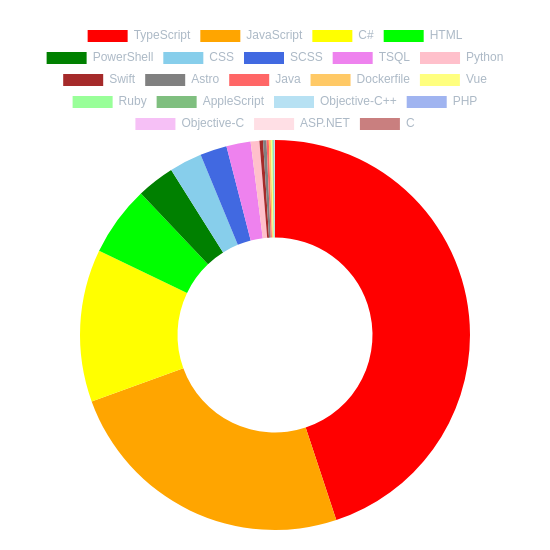 TypeScript JavaScript C# HTML
PowerShell CSS SCSS TSQL Python
Swift Astro Java Dockerfile Vue
Ruby AppleScript Objective-C++ PHP
Objective-C ASP.NET C